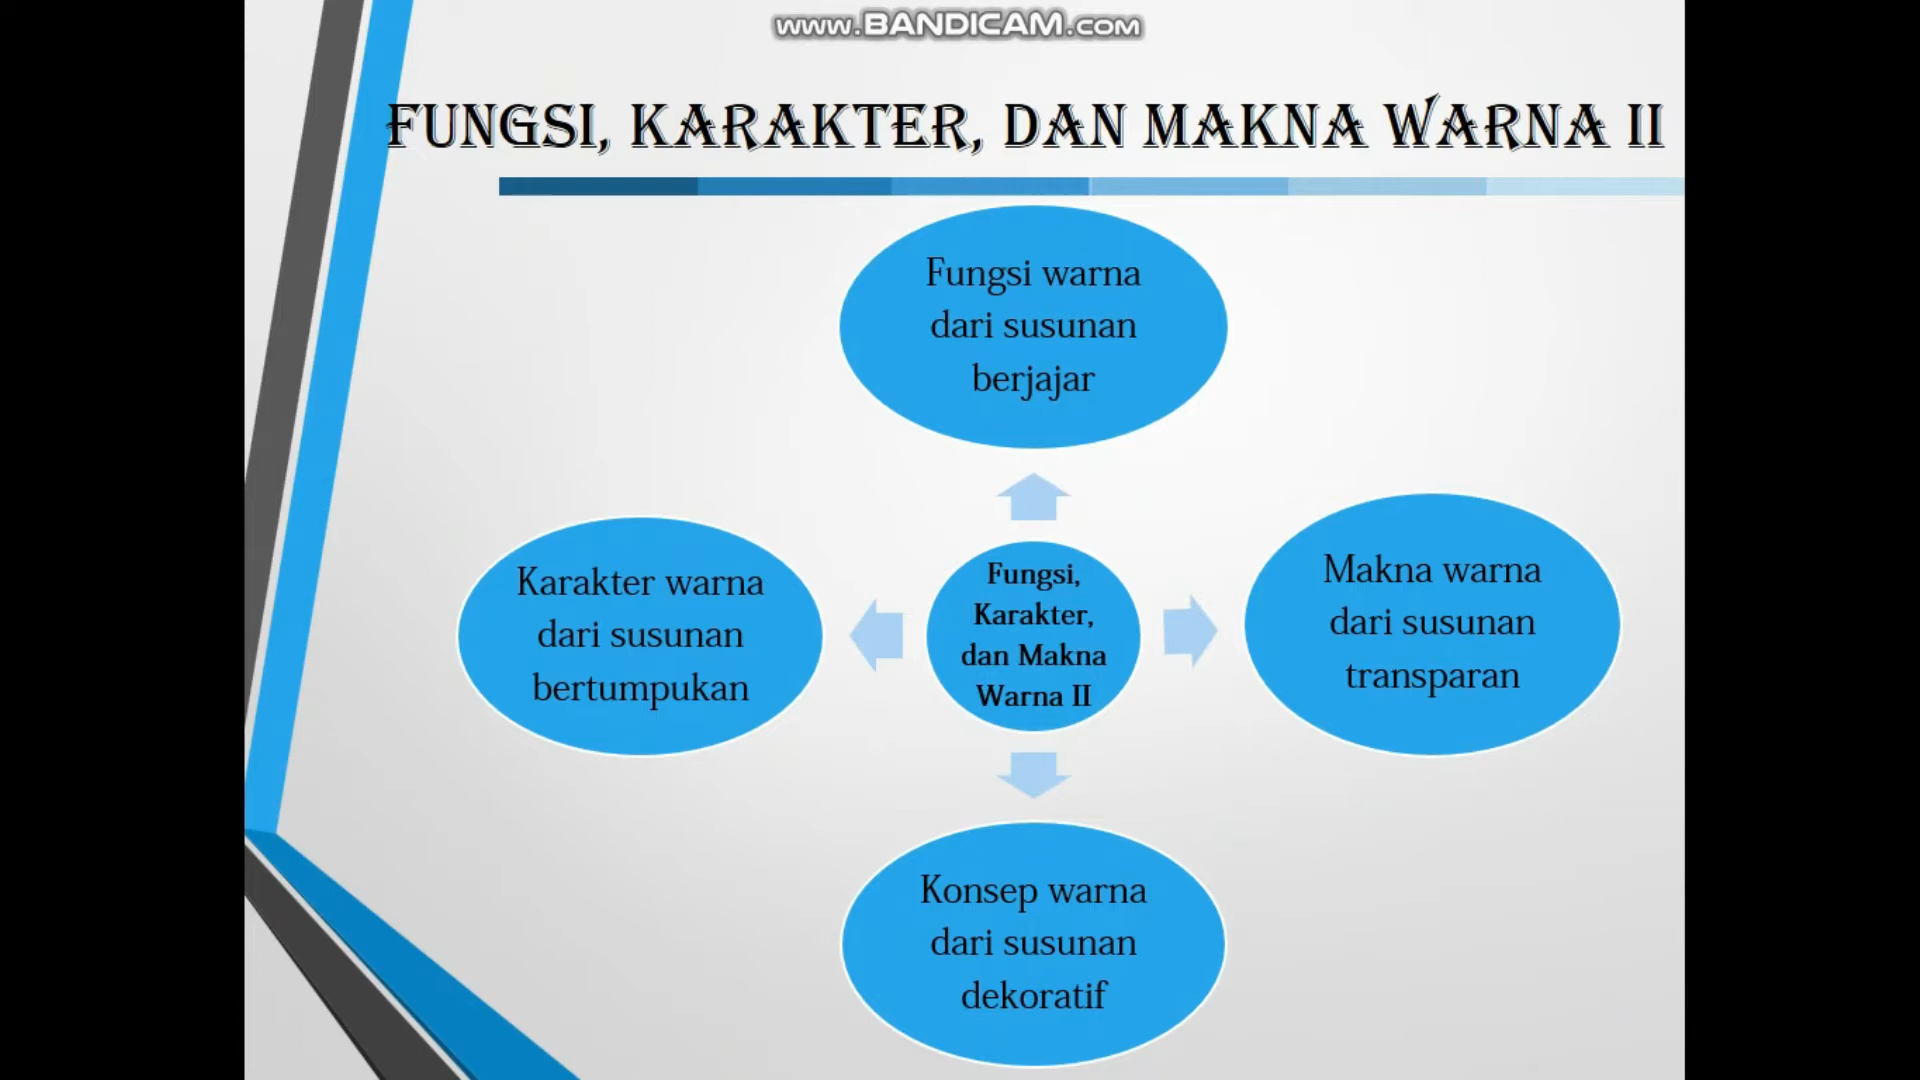 www.BANDICAM.com
FUNGSI, KARAKTER, DAN MAKNA WARNA II
Fungsi warna
dari susunan
berjajar
Karakter warna
dari susunan
bertumpukan
Fungsi,
Karakter,
dan Makna
Warna II
Makna warna
dari susunan
transparan
Konsep warna
dari susunan
dekoratif